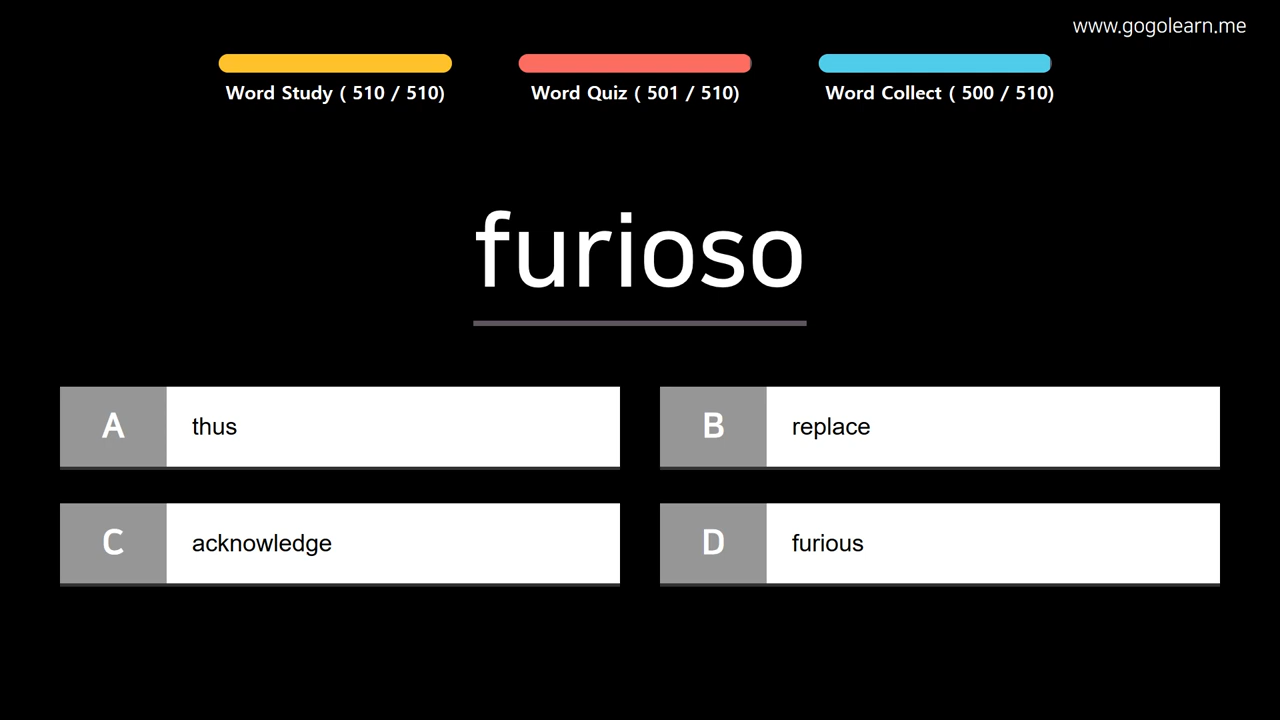 www.gogolearn.me
Word Study ( 510 / 510)
Word Quiz ( 501 / 510)
Word Collect ( 500 / 510)
furioso
A thus
B replace
C acknowledge
D furious